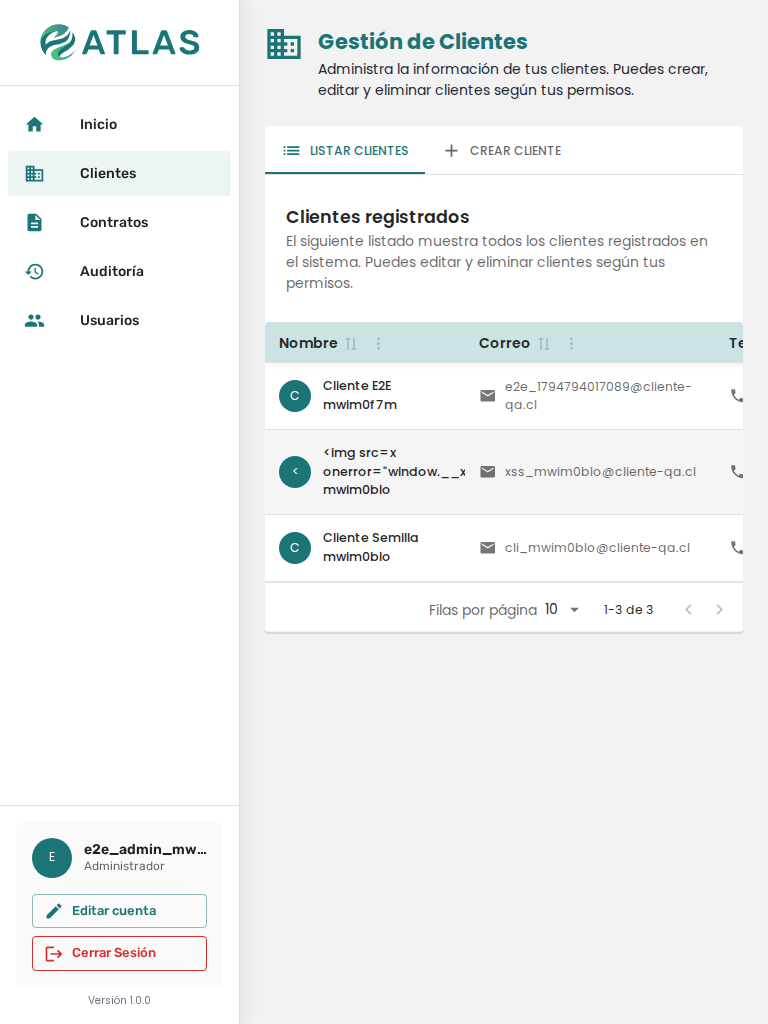 ATLAS
Inicio
Clientes
Contratos
Auditoría
Usuarios
e2e_admin_mw…
Administrador
Editar cuenta
Cerrar Sesión
Versión 1.0.0
Gestión de Clientes
Administra la información de tus clientes. Puedes crear,
editar y eliminar clientes según tus permisos.
LISTAR CLIENTES
CREAR CLIENTE
Clientes registrados
El siguiente listado muestra todos los clientes registrados en
el sistema. Puedes editar y eliminar clientes según tus
permisos.
Nombre Correo Te
C
Cliente E2E
mwim0f7m
e2e_1794794017089@cliente-
qa.cl
<
<img src=x
onerror="window.__x
mwim0blo
xss_mwim0blo@cliente-qa.cl
C
Cliente Semilla
mwim0blo
cli_mwim0blo@cliente-qa.cl
Filas por página 10 1-3 de 3
E